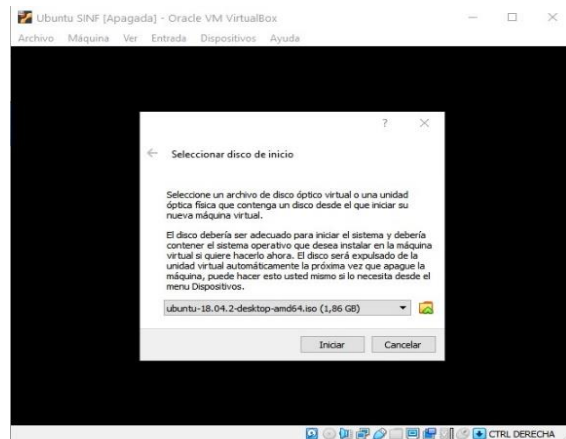 Ubuntu SINF [Apagada] - Oracle VM VirtualBox
Archivo Máquina Ver Entrada Dispositivos Ayuda
?
Seleccionar disco de inicio
Seleccione un archivo de disco óptico virtual o una unidad
óptica física que contenga un disco desde el que iniciar su
nueva máquina virtual.
El disco debería ser adecuado para iniciar el sistema y debería
contener el sistema operativo que desea instalar en la máquina
virtual si quiere hacerlo ahora. El disco será expulsado de la
unidad virtual automáticamente la próxima vez que apague la
máquina, puede hacer esto usted mismo si lo necesita desde el
menu Dispositivos.
ubuntu-18.04.2-desktop-amd64.iso (1,86 GB)
Iniciar Cancelar
CTRL DERECHA